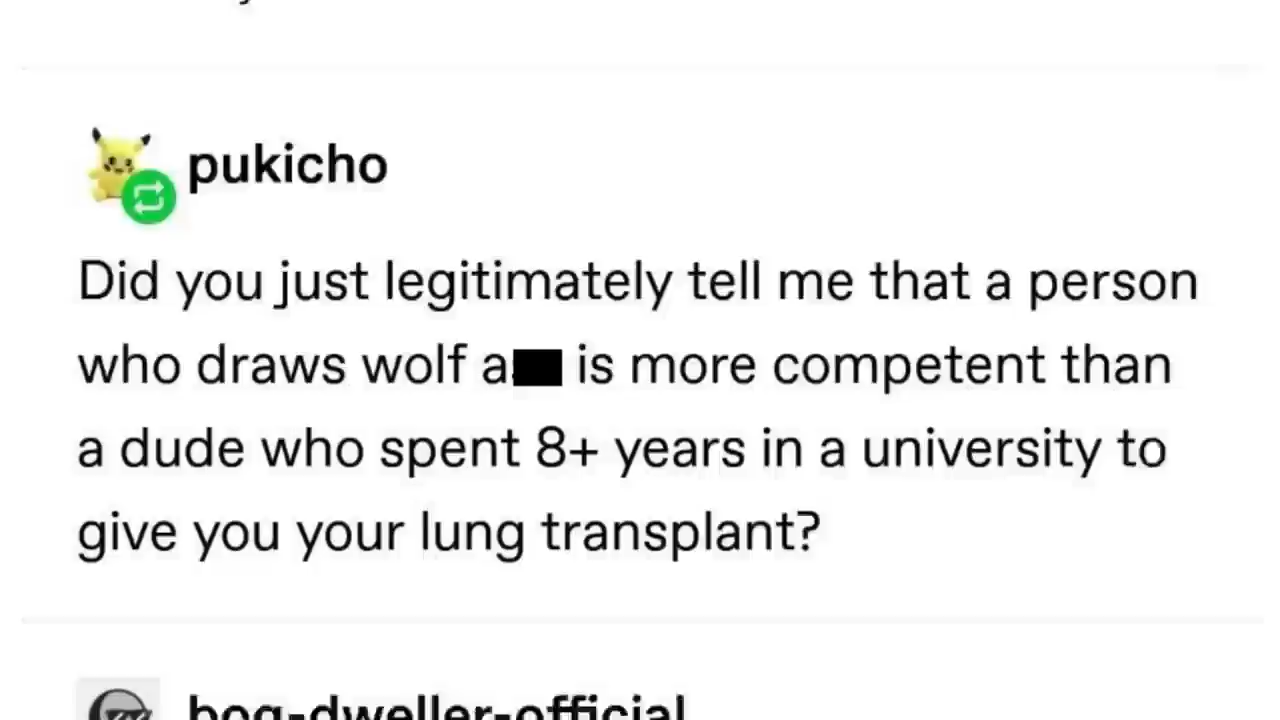 pukicho
Did you just legitimately tell me that a person
who draws wolf a is more competent than
a dude who spent 8+ years in a university to
give you your lung transplant?
bog-dweller-official